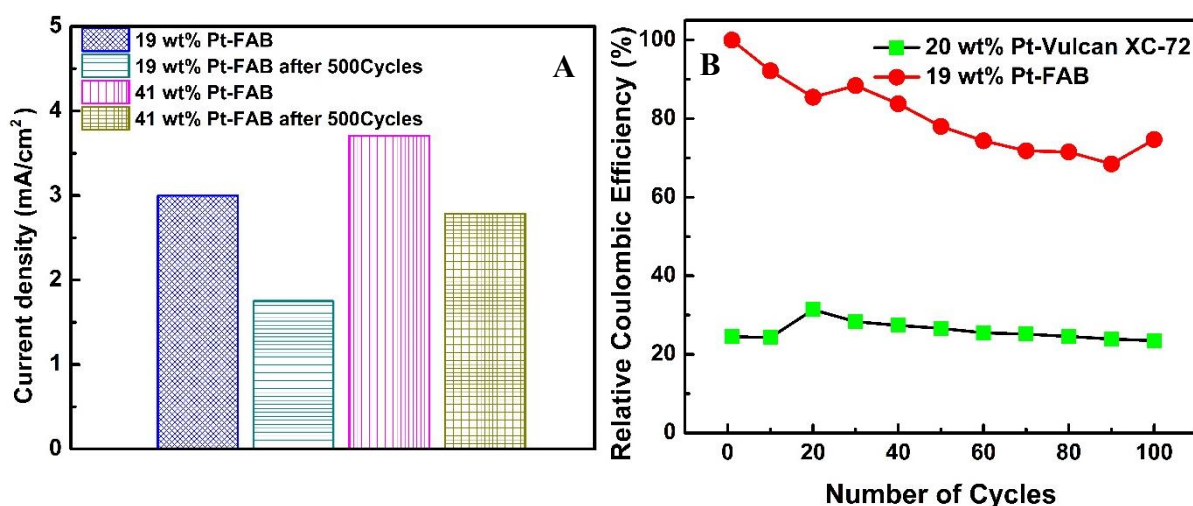 Current density (mA/cm²)
5
4
3
2
1
0
19 wt% Pt-FAB
19 wt% Pt-FAB after 500Cycles
41 wt% Pt-FAB
41 wt% Pt-FAB after 500Cycles
A
Relative Coulombic Efficiency (%)
100
80
60
40
20
0
B
20 wt% Pt-Vulcan XC-72
19 wt% Pt-FAB
0 20 40 60 80 100
Number of Cycles